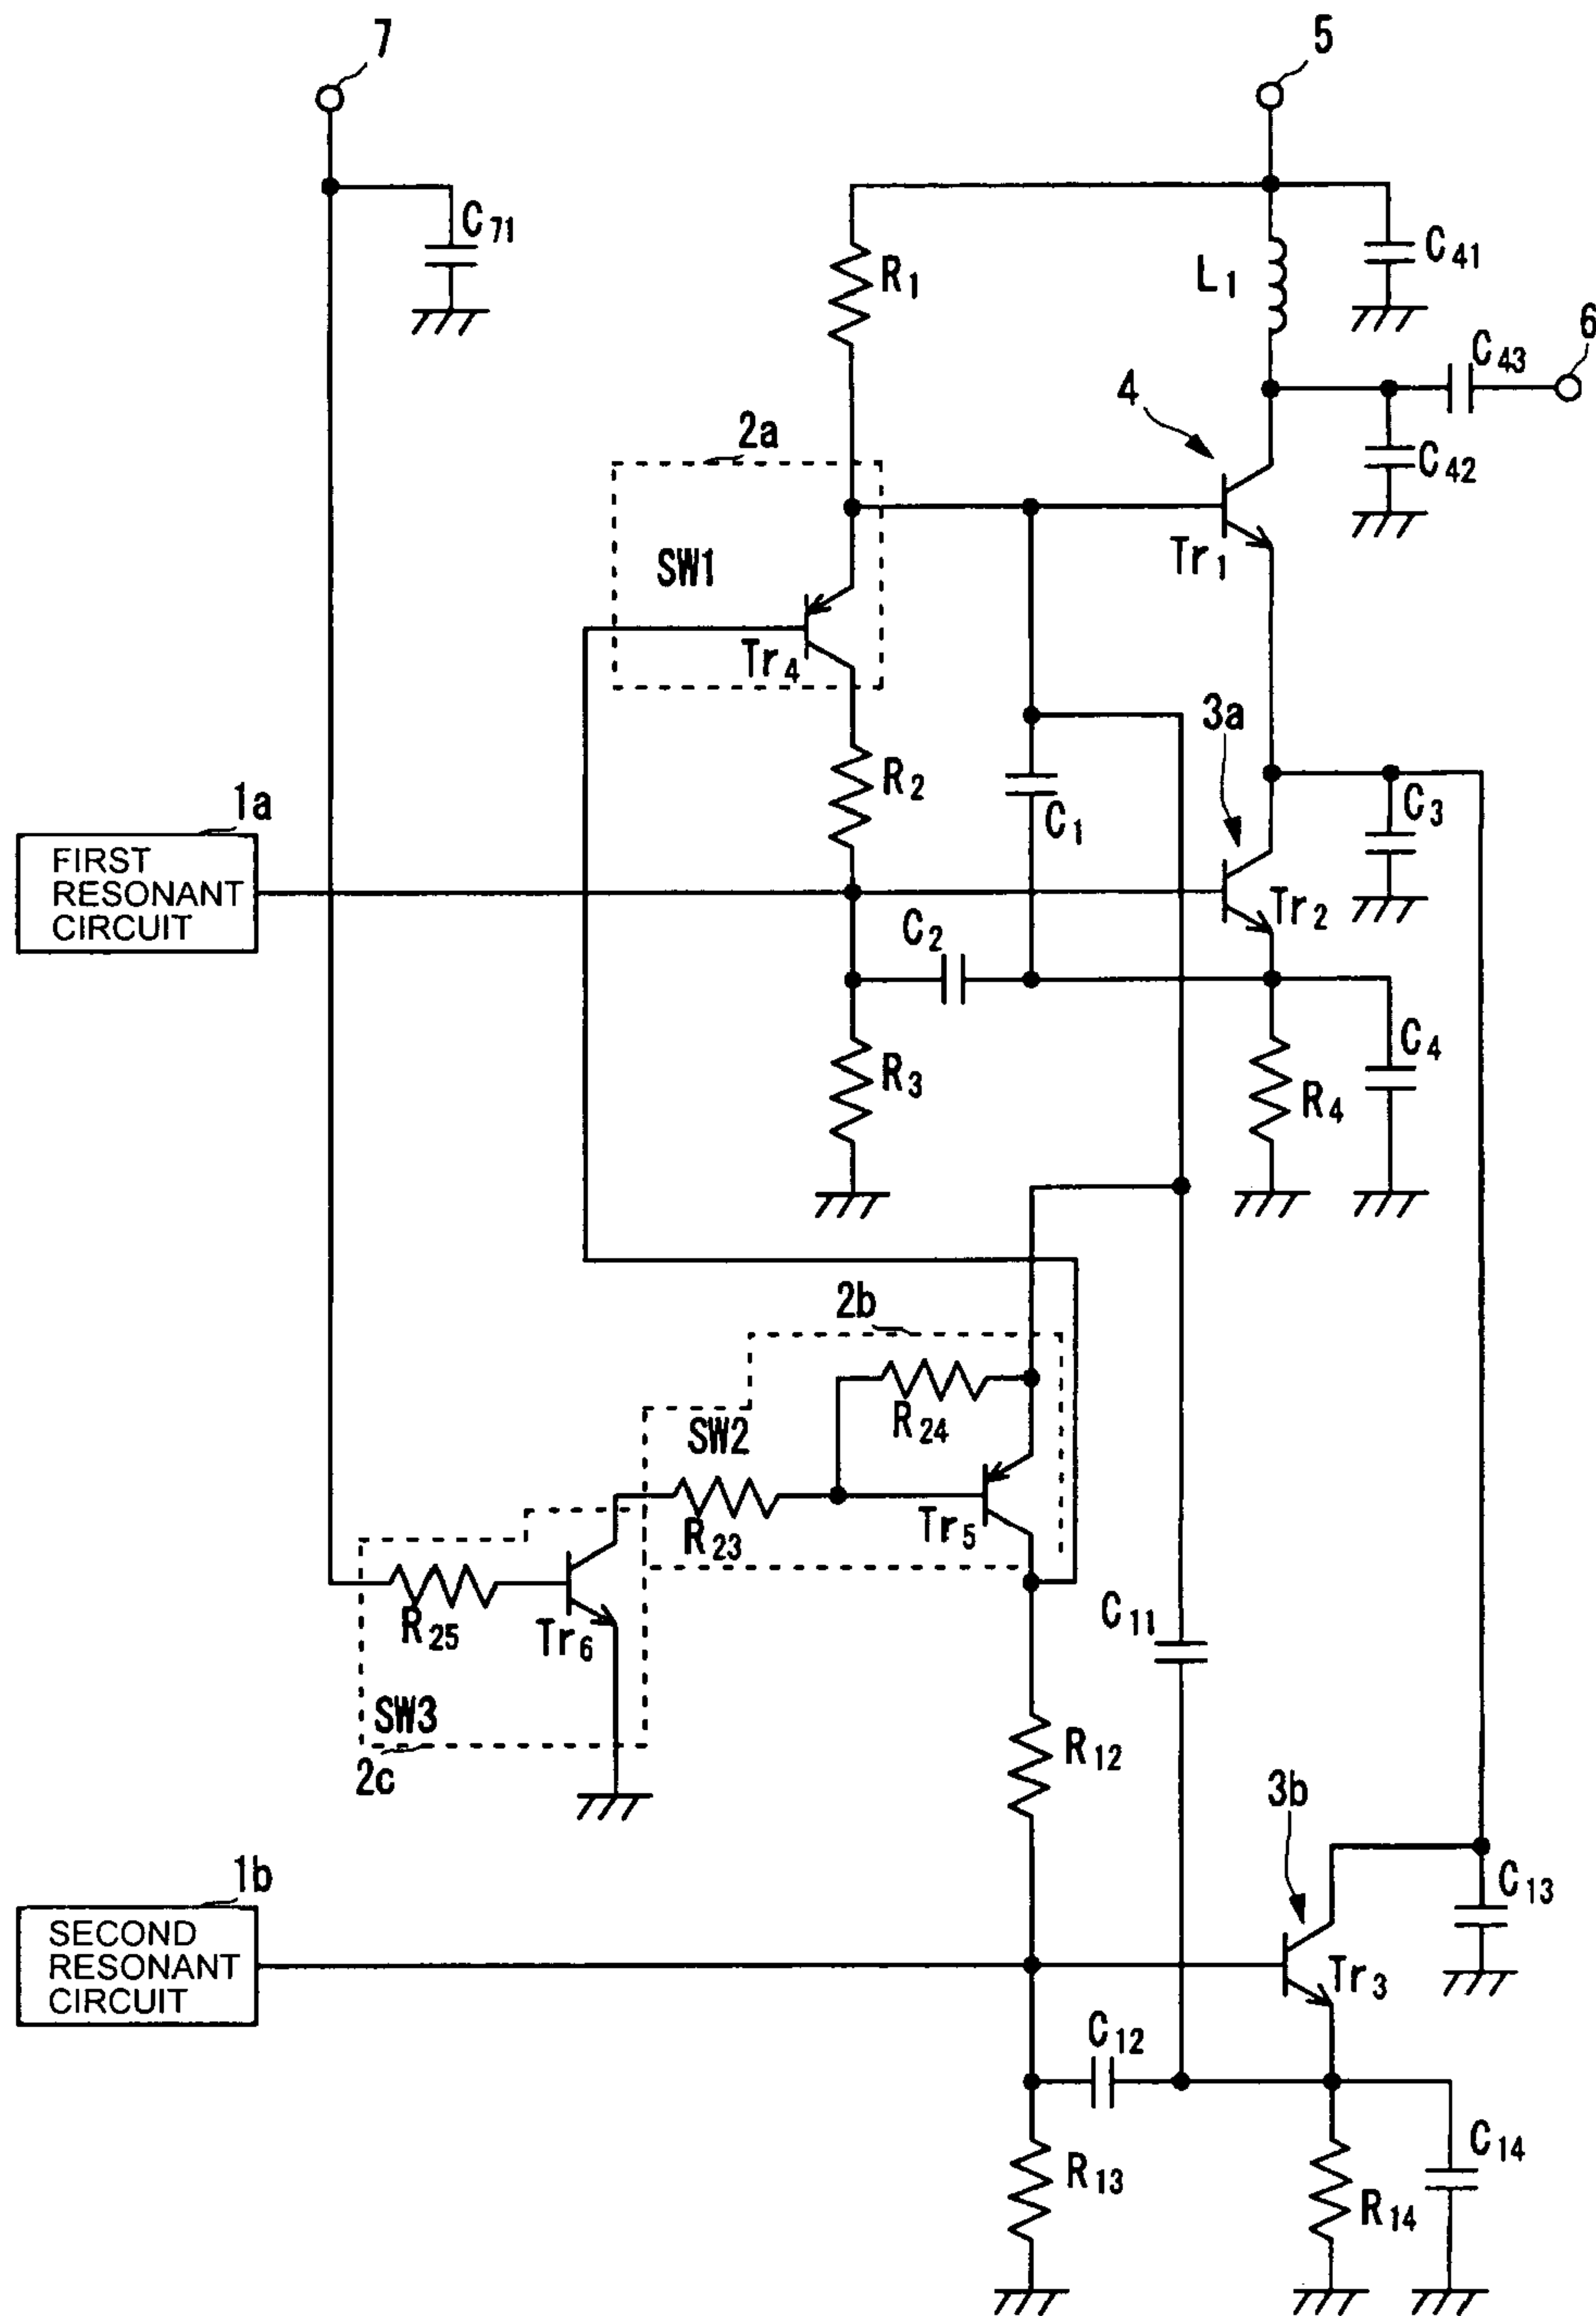 7
5
C71
R1
L1
C41
C43
6
4
2a
C42
SW1
Tr1
Tr4
3a
1a
R2
C1
C3
FIRST
RESONANT
CIRCUIT
Tr2
C2
R3
R4
C4
2b
R24
SW2
R23
Tr5
R25
Tr6
C11
SW3
2c
R12
3b
1b
C13
SECOND
RESONANT
CIRCUIT
Tr3
C12
R13
R14
C14